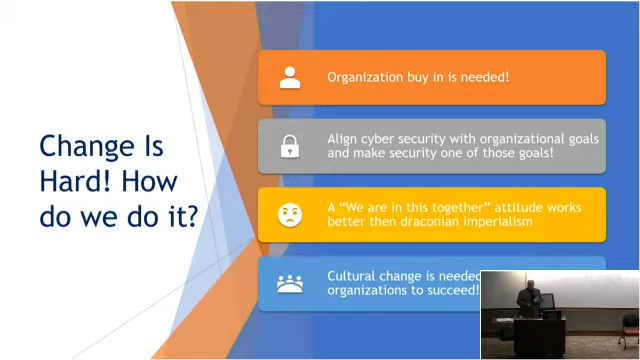 Change Is
Hard! How
do we do it?
Organization buy in is needed!
Align cyber security with organizational goals
and make security one of those goals!
A “We are in this together” attitude works
better then draconian imperialism
Cultural change is needed
organizations to succeed!